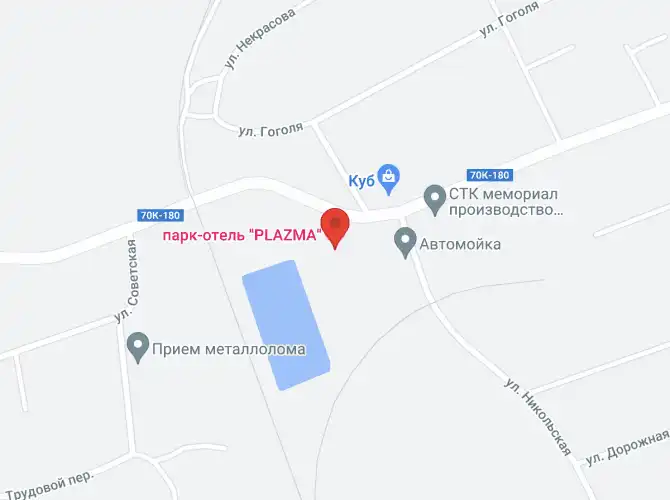 ул. Гоголя
ул. Некрасова
ул. Гоголя
Куб
70К-180
СТК мемориал
производство...
70К-180
парк-отель "PLAZMA"
Автомойка
ул. Советская
Прием металлолома
ул. Никольская
ул. Дорожная
Трудовой пер.